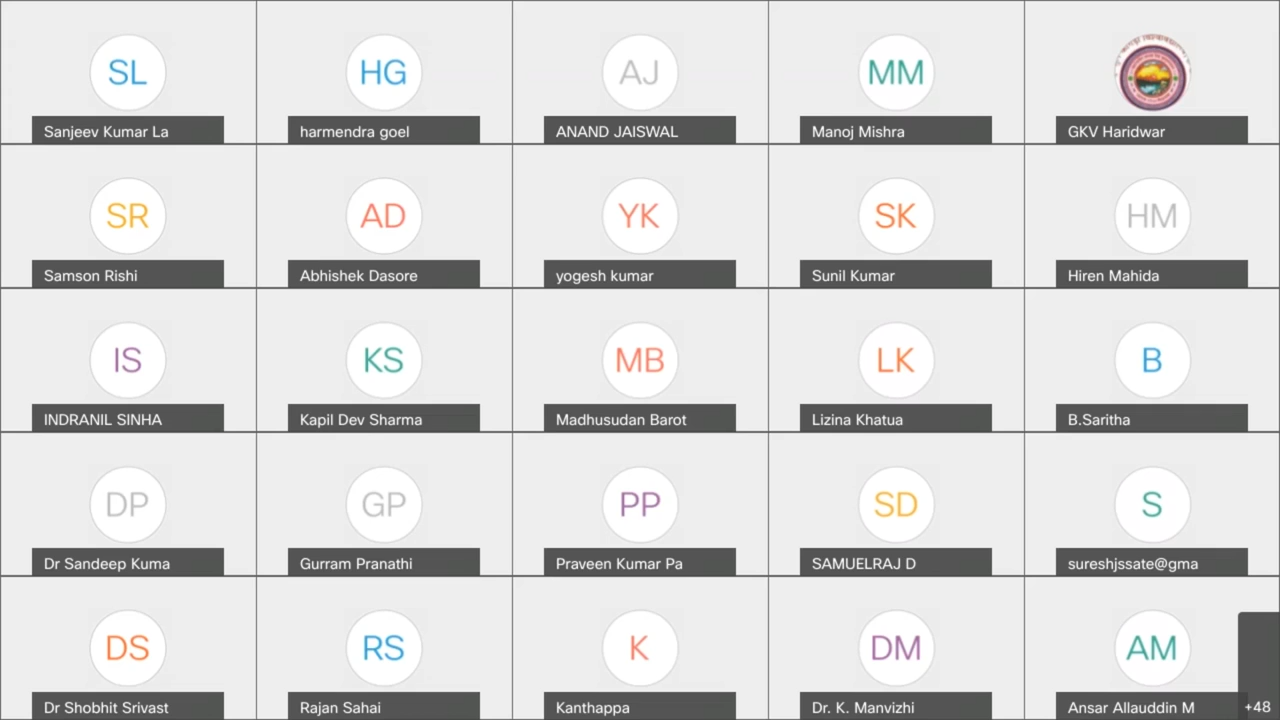 SL
HG
AJ
MM
Sanjeev Kumar La
harmendra goel
ANAND JAISWAL
Manoj Mishra
GKV Haridwar
SR
AD
YK
SK
HM
Samson Rishi
Abhishek Dasore
yogesh kumar
Sunil Kumar
Hiren Mahida
IS
KS
MB
LK
B
INDRANIL SINHA
Kapil Dev Sharma
Madhusudan Barot
Lizina Khatua
B.Saritha
DP
GP
PP
SD
S
Dr Sandeep Kuma
Gurram Pranathi
Praveen Kumar Pa
SAMUELRAJ D
sureshjssate@gma
DS
RS
K
DM
AM
Dr Shobhit Srivast
Rajan Sahai
Kanthappa
Dr. K. Manvizhi
Ansar Allauddin M
+48